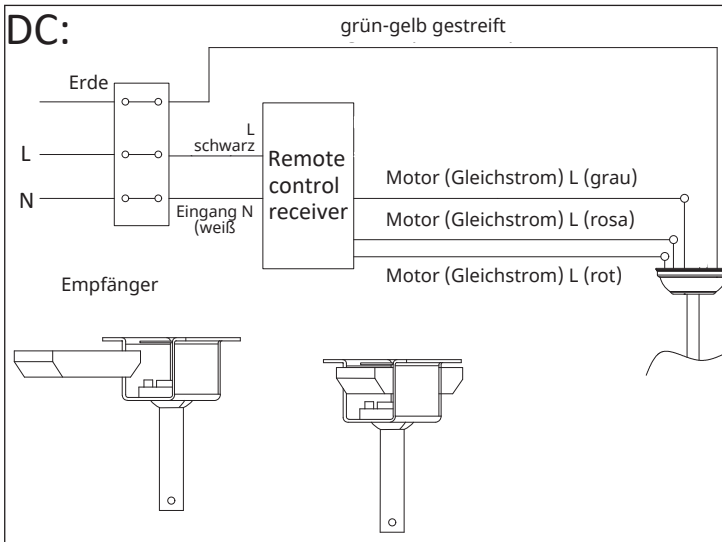 DC:
grün-gelb gestreift
Erde
L
L
schwarz
N
Eingang N
(weiß
Remote
control
receiver
Motor (Gleichstrom) L (grau)
Motor (Gleichstrom) L (rosa)
Motor (Gleichstrom) L (rot)
Empfänger